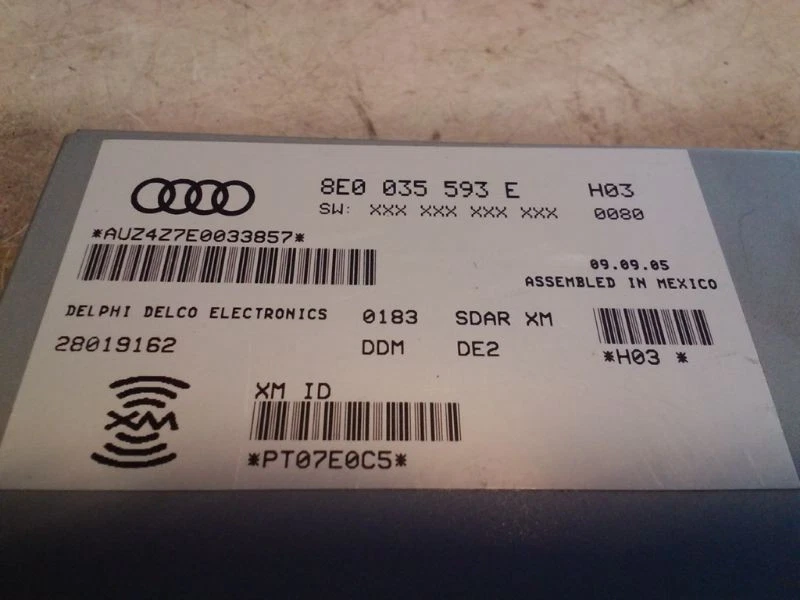 8E0 035 593 E H03
SW: XXX XXX XXX XXX 0080
*AUZ4Z7E0033857*
09.09.05
ASSEMBLED IN MEXICO
DELPHI DELCO ELECTRONICS 0183 SDAR XM
28019162 DDM DE2
*H03 *
XM
XM ID
*PT07E0C5*